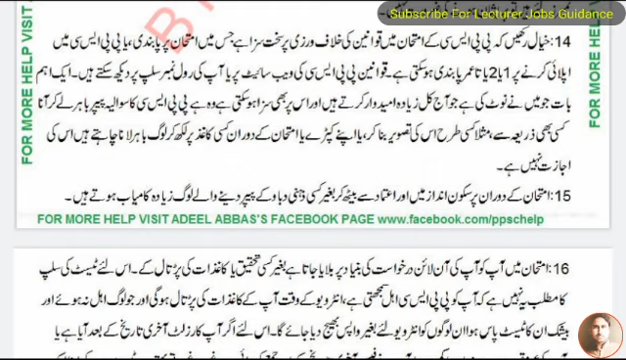 Subscribe For Lecturer Jobs Guidance
14: خیال رکھیں کہ پی پی ایس سی کے امتحان میں قوانین کی خلاف ورزی پر سخت سزا ہے جس میں امتحان پر پابندی، یا پی پی ایس سی میں
اپلائی کرنے پر 1 یا 2 یا تاعمر پابندی ہو سکتی ہے۔ قوانین پی پی ایس سی کی ویب سائیٹ پر یا آپ کی رول نمبر سلپ پر دیکھ سکتے ہیں۔ ایک اہم
بات جو میں نے نوٹ کی ہے جو آج کل زیادہ امیدوار کرتے ہیں اور اس پر بھی سزا ہو سکتی ہے وہ ہے پی پی ایس سی کا سوالیہ پیپر باہر لے کر آنا
کسی بھی ذریعہ سے، مثلا کسی طرح اس کی تصویر بنا کر، یا اپنے کپڑے یا امتحان کے دوران کسی کاغذ پر لکھ کر لوگ باہر لانا چاہتے ہیں اس کی
اجازت نہیں ہے۔
15: امتحان کے دوران پر سکون انداز میں اور اعتماد سے بیٹھ کر بغیر کسی ذہنی دباو کے پیپر دینے والے لوگ زیادہ کامیاب ہوتے ہیں۔
FOR MORE HELP VISIT ADEEL ABBAS'S FACEBOOK PAGE www.facebook.com/ppschelp
16: امتحان میں آپ کو آپ کی آن لائن درخواست کی بنیاد پر بلایا جاتا ہے بغیر کسی تحقیق یا کاغذات کی پڑتال کے۔ اس لئے ٹیسٹ کی سلپ
کا مطلب یہ نہیں ہے کہ آپ کو پی پی ایس سی اہل سمجھتی ہے، انٹرویو کے وقت آپ کے کاغذات کی پڑتال ہوگی اور جو لوگ اہل نہ ہوئے اور
بیشک ان کا ٹیسٹ پاس ہوا ان لوگوں کو انٹرویو لئے بغیر واپس بھیج دیا جائے گا۔ اس لئے اگر آپ کا رزلٹ آخری تاریخ کے بعد آیا ہے یا
FOR MORE HELP VISIT A
FOR MORE HELP VIS